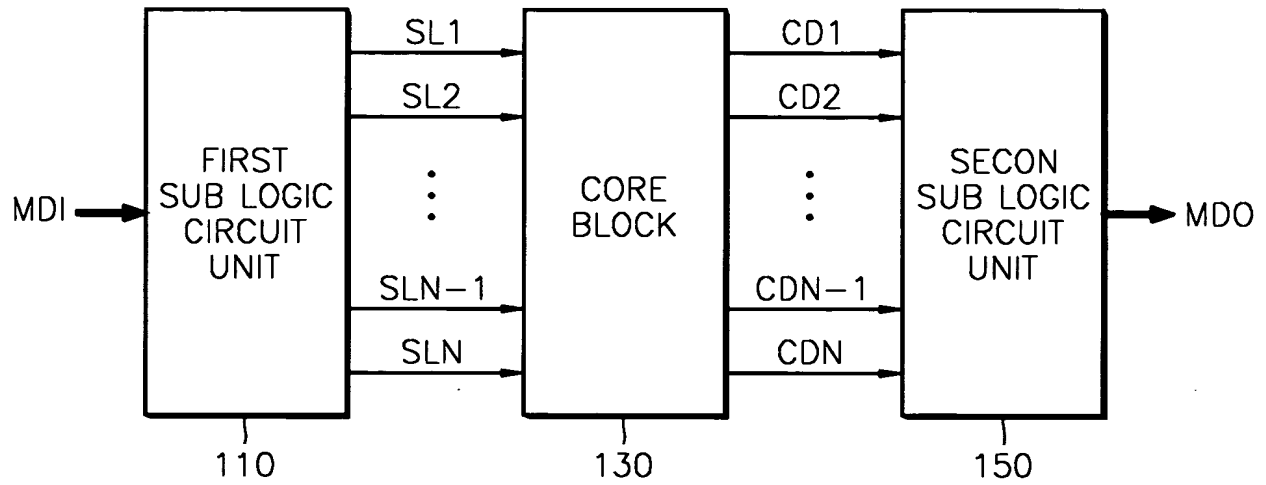 SL1
CD1
SL2
CD2
FIRST
SUB LOGIC
CIRCUIT
UNIT
CORE
BLOCK
SECON
SUB LOGIC
CIRCUIT
UNIT
MDI
MDO
SLN-1
CDN-1
SLN
CDN
110
130
150